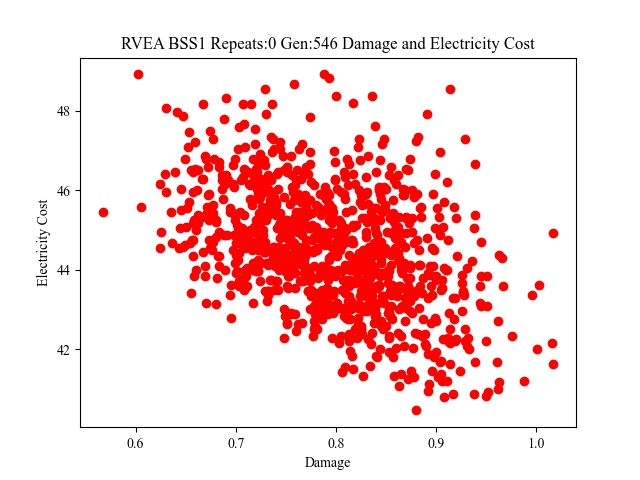 RVEA BSS1 Repeats:0 Gen:546 Damage and Electricity Cost
48
46
44
42
Electricity Cost
0.6 0.7 0.8 0.9 1.0
Damage